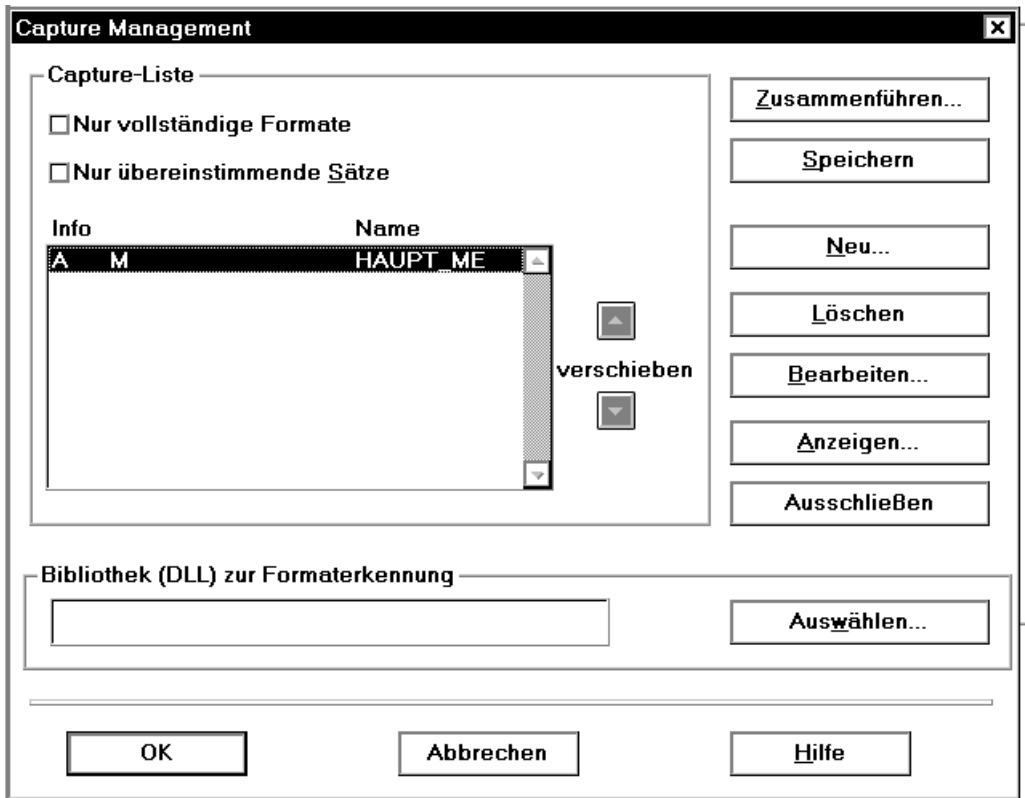 Capture Management
Capture-Liste
Nur vollständige Formate
Nur übereinstimmende Sätze
Info Name
A M HAUPT_ME
verschieben
Zusammenführen...
Speichern
Neu...
Löschen
Bearbeiten...
Anzeigen...
Ausschließen
Bibliothek (DLL) zur Formaterkennung
Auswählen...
OK Abbrechen Hilfe